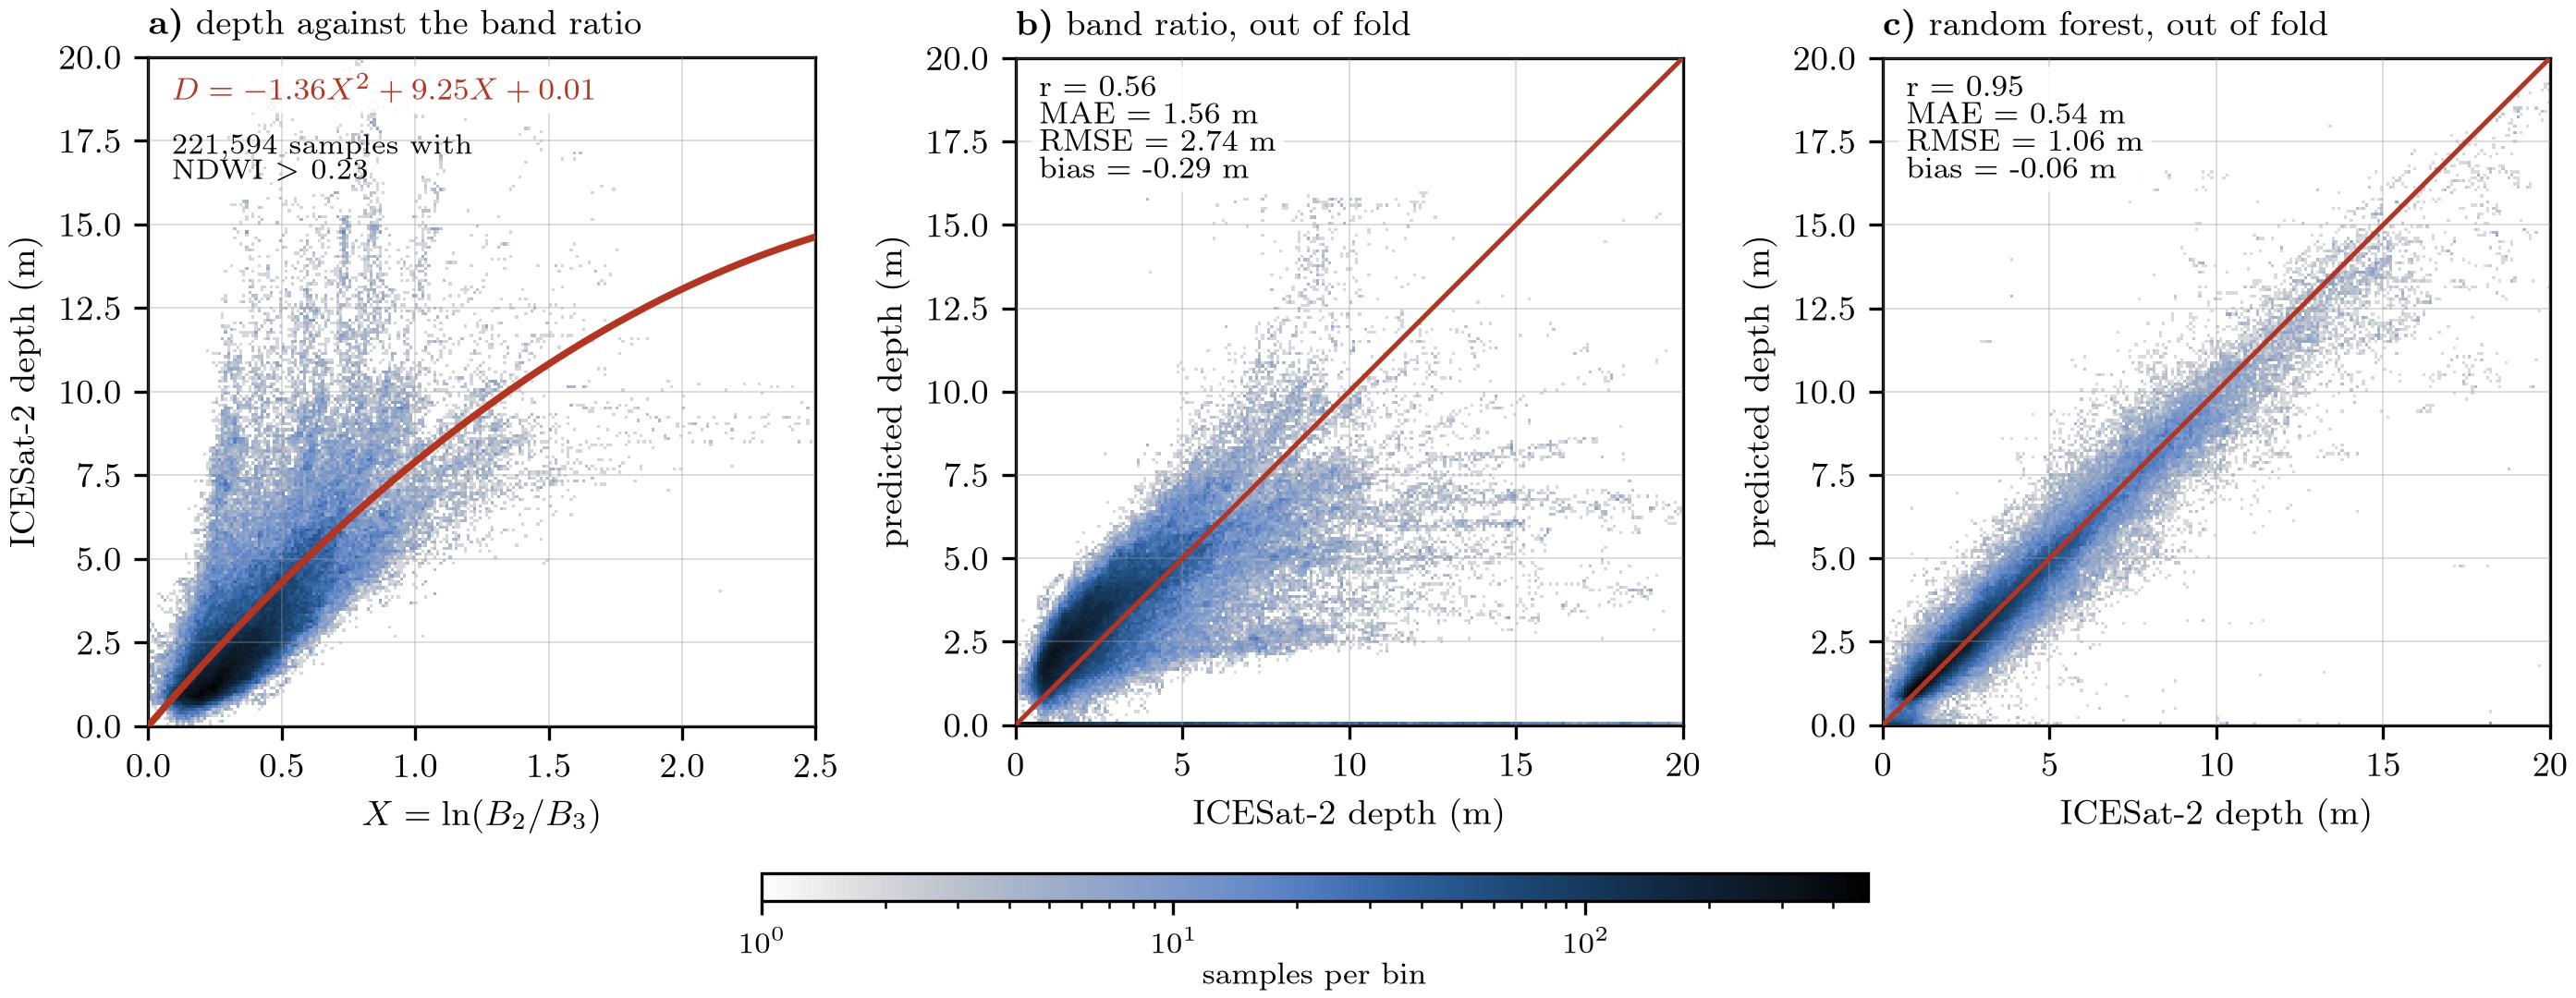 a) depth against the band ratio
20.0
17.5
15.0
12.5
10.0
7.5
5.0
2.5
0.0
ICESat-2 depth (m)
D = −1.36X² + 9.25X + 0.01
221,594 samples with
NDWI > 0.23
0.0 0.5 1.0 1.5 2.0 2.5
X = ln(B₂/B₃)
b) band ratio, out of fold
20.0
17.5
15.0
12.5
10.0
7.5
5.0
2.5
0.0
predicted depth (m)
r = 0.56
MAE = 1.56 m
RMSE = 2.74 m
bias = -0.29 m
0 5 10 15 20
ICESat-2 depth (m)
c) random forest, out of fold
20.0
17.5
15.0
12.5
10.0
7.5
5.0
2.5
0.0
predicted depth (m)
r = 0.95
MAE = 0.54 m
RMSE = 1.06 m
bias = -0.06 m
0 5 10 15 20
ICESat-2 depth (m)
10⁰ 10¹ 10²
samples per bin